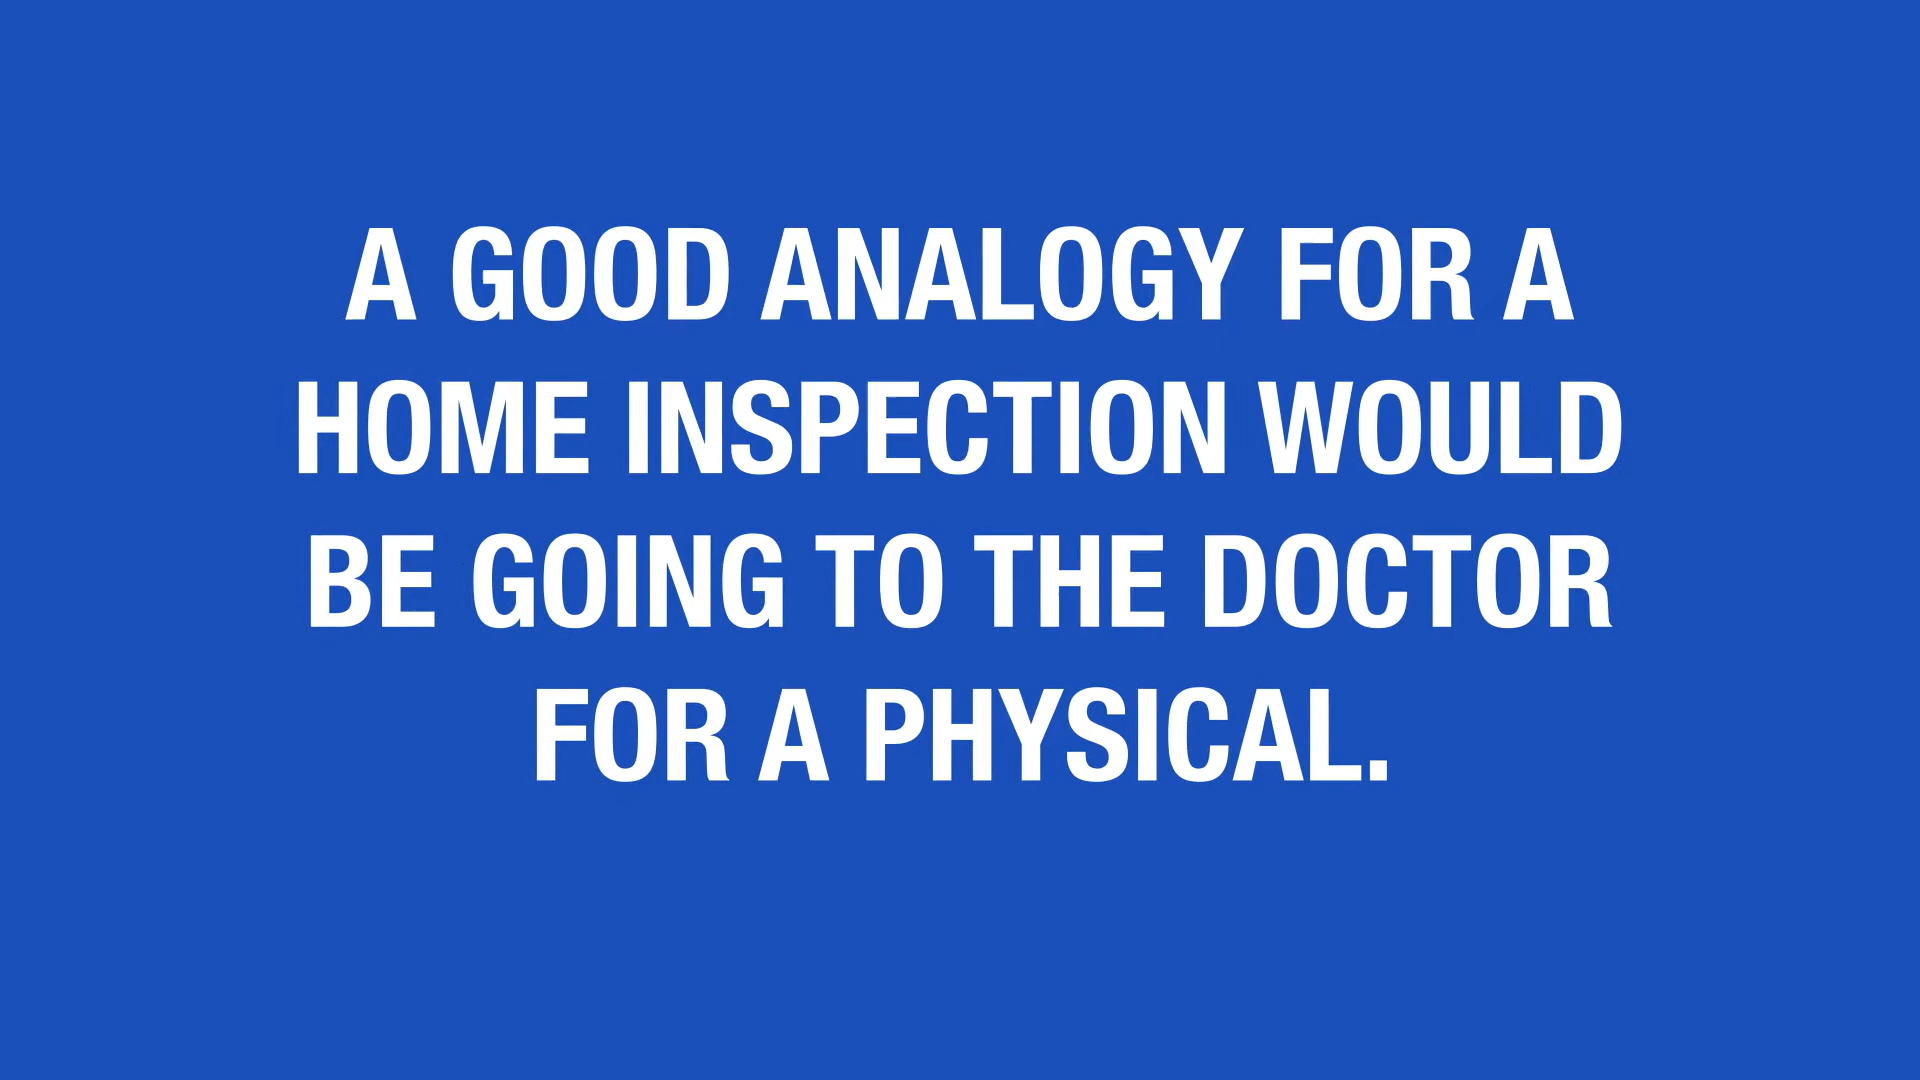 A GOOD ANALOGY FOR A
HOME INSPECTION WOULD
BE GOING TO THE DOCTOR
FOR A PHYSICAL.